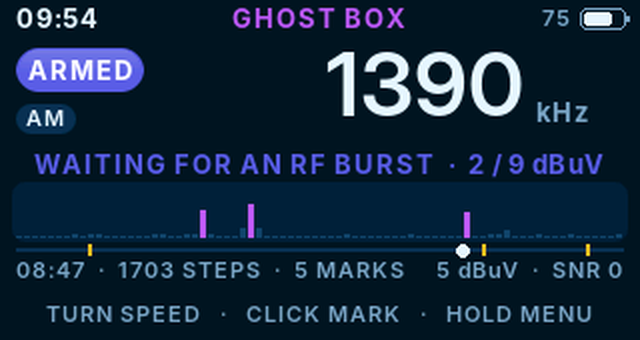 09:54 GHOST BOX 75
ARMED
1390 kHz
AM
WAITING FOR AN RF BURST · 2 / 9 dBuV
08:47 · 1703 STEPS · 5 MARKS 5 dBuV · SNR 0
TURN SPEED · CLICK MARK · HOLD MENU